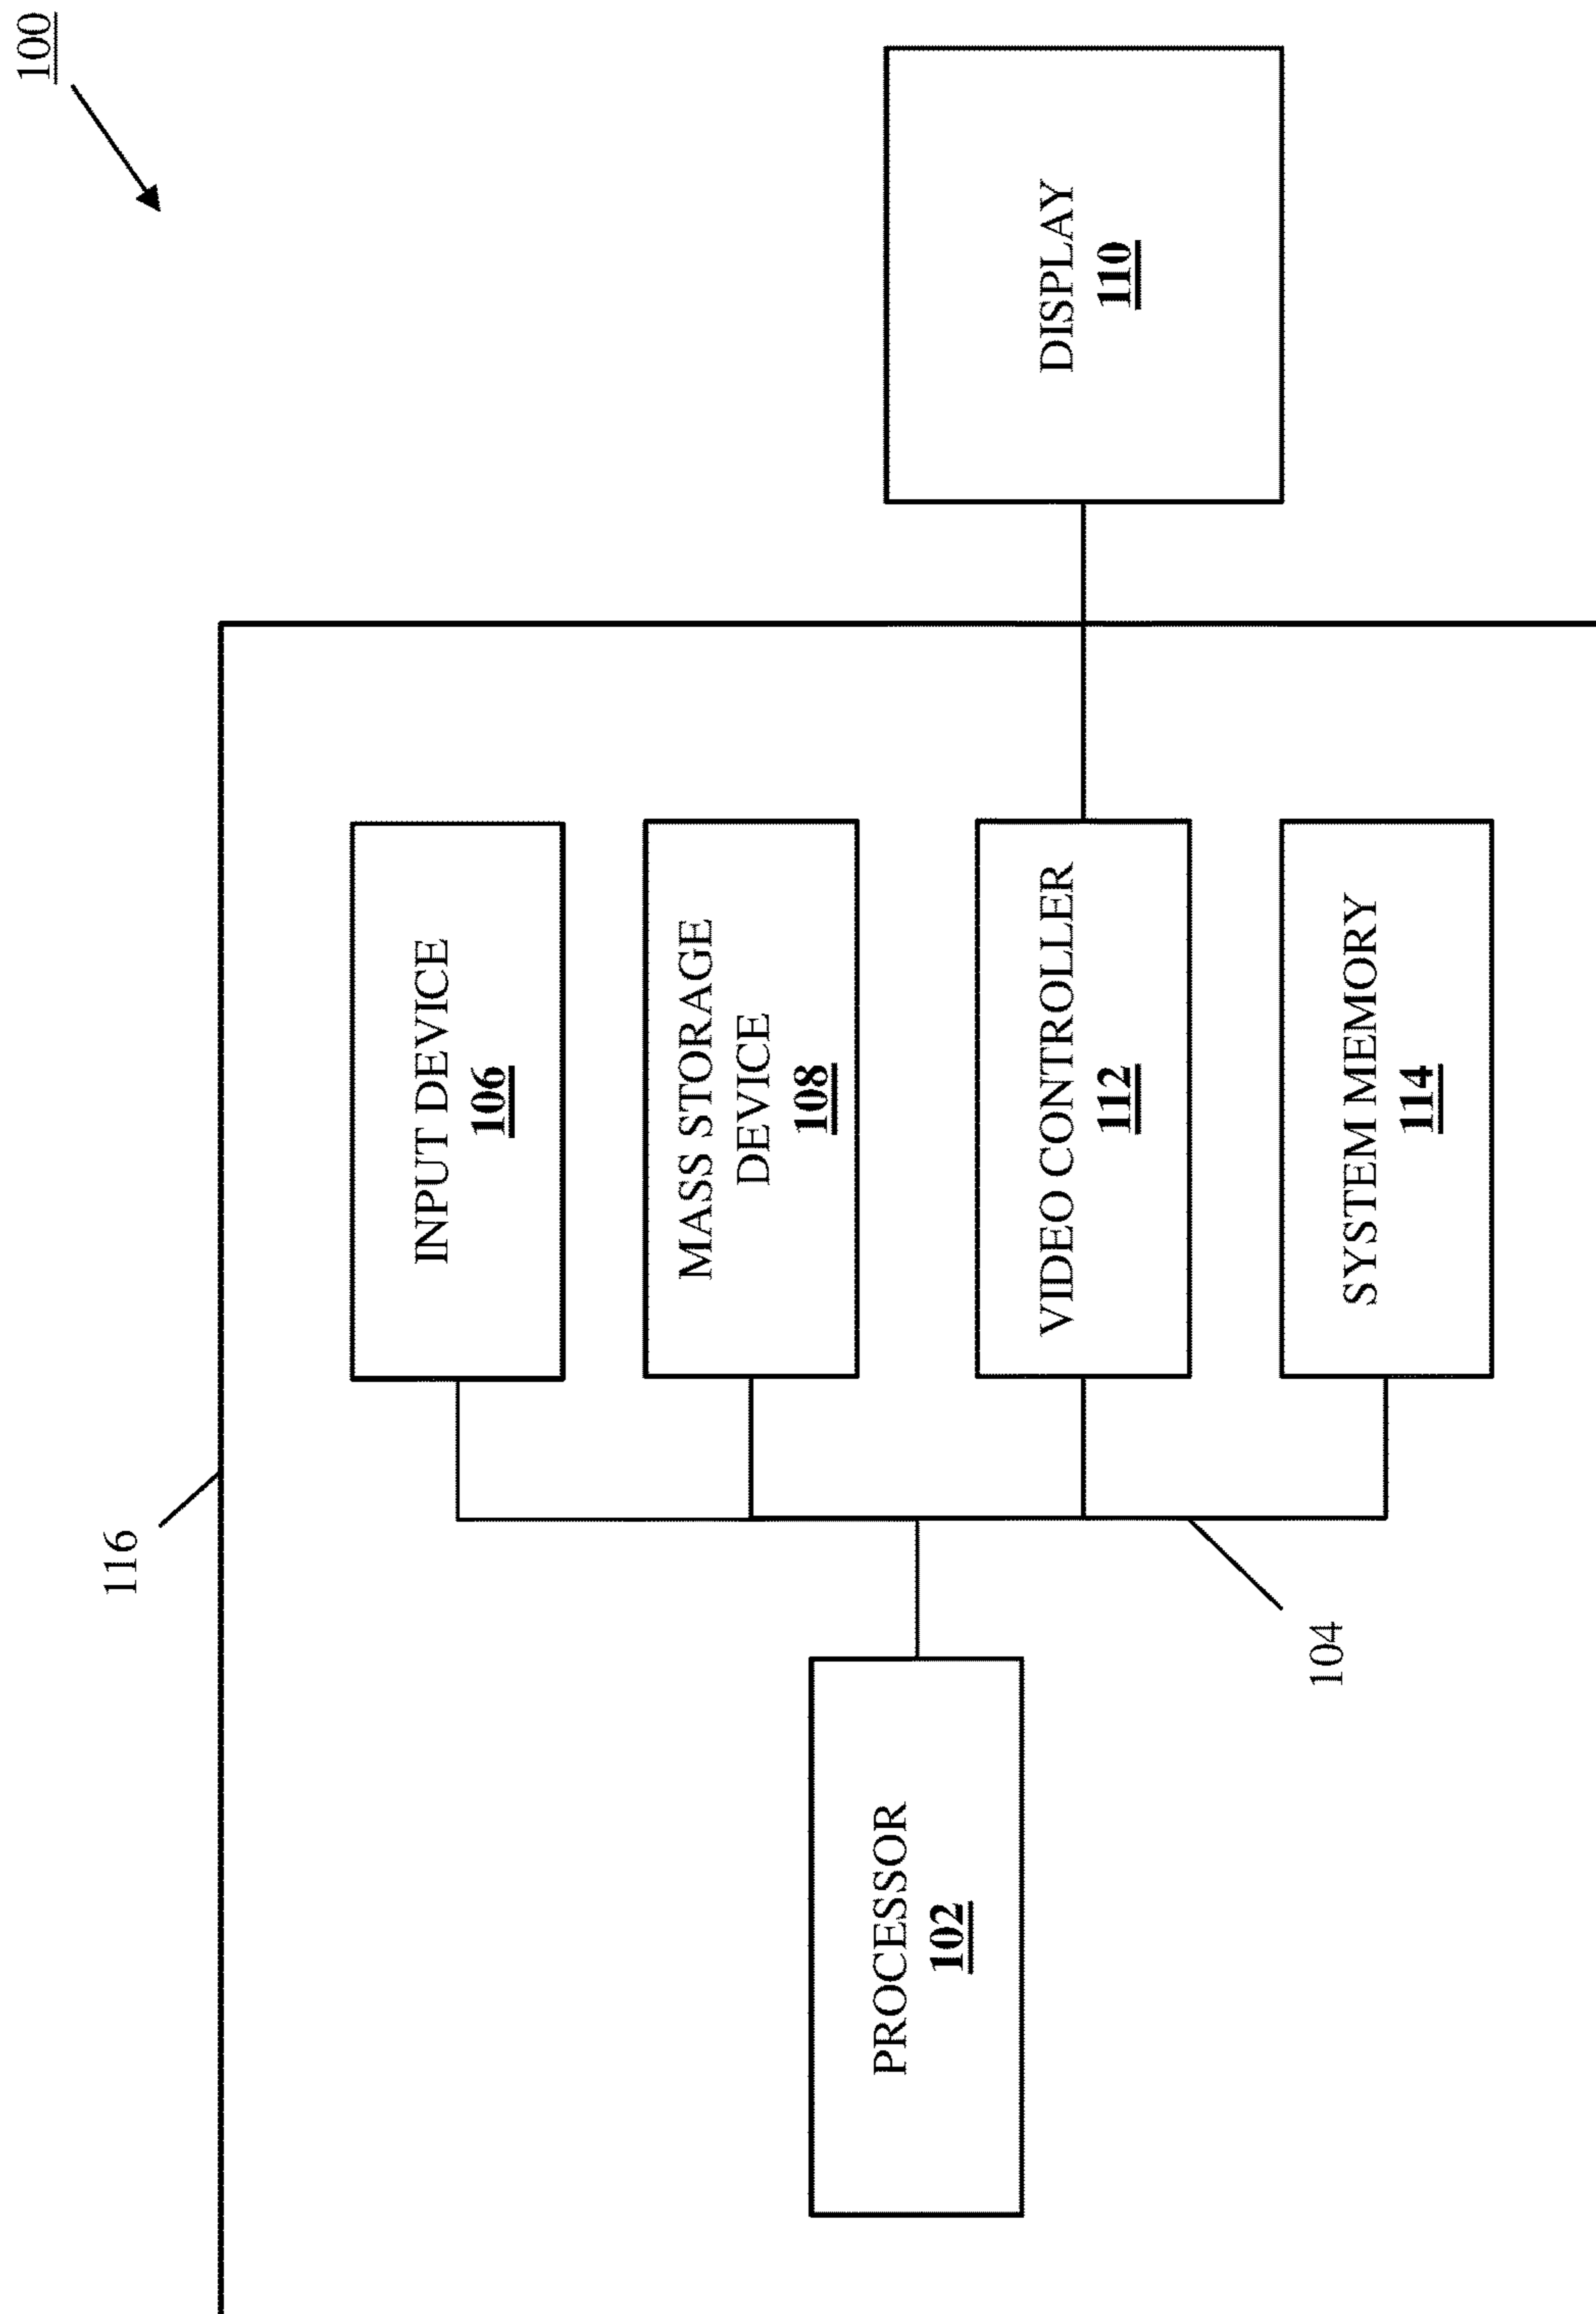 100
116
INPUT DEVICE
106
MASS STORAGE
DEVICE
108
PROCESSOR
102
VIDEO CONTROLLER
112
DISPLAY
110
SYSTEM MEMORY
114
104